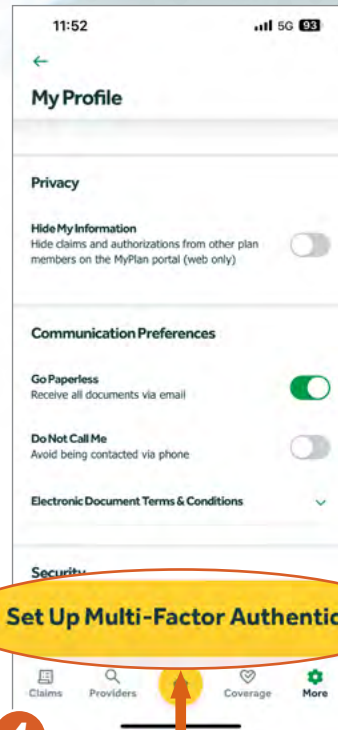 11:52
5G 93
My Profile
Privacy
Hide My Information
Hide claims and authorizations from other plan
members on the MyPlan portal (web only)
Communication Preferences
Go Paperless
Receive all documents via email
Do Not Call Me
Avoid being contacted via phone
Electronic Document Terms & Conditions
Security
Set Up Multi-Factor Authentic
Claims Providers Coverage More